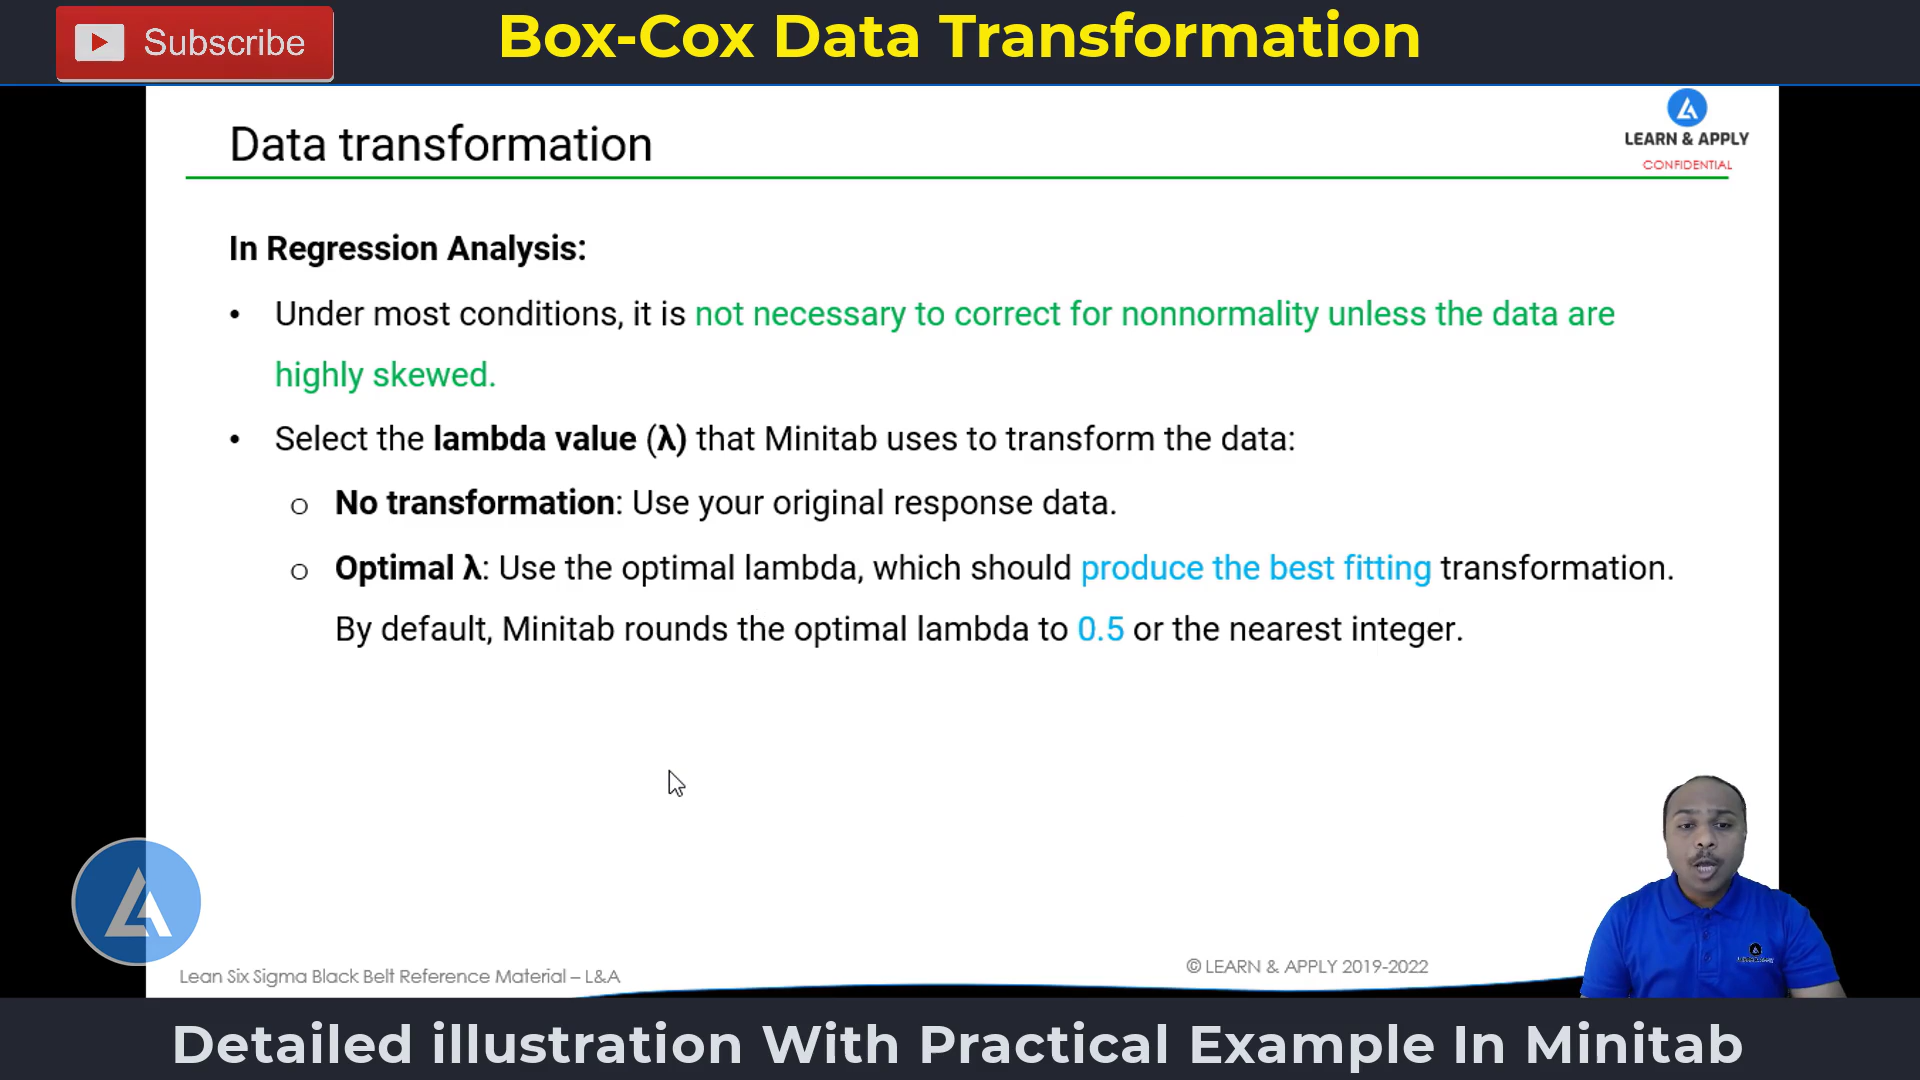 Subscribe
Box-Cox Data Transformation
Data transformation
LEARN & APPLY
CONFIDENTIAL
In Regression Analysis:
• Under most conditions, it is not necessary to correct for nonnormality unless the data are
highly skewed.
• Select the lambda value (λ) that Minitab uses to transform the data:
o No transformation: Use your original response data.
o Optimal λ: Use the optimal lambda, which should produce the best fitting transformation.
By default, Minitab rounds the optimal lambda to 0.5 or the nearest integer.
Lean Six Sigma Black Belt Reference Material – L&A
© LEARN & APPLY 2019-2022
Detailed illustration With Practical Example In Minitab